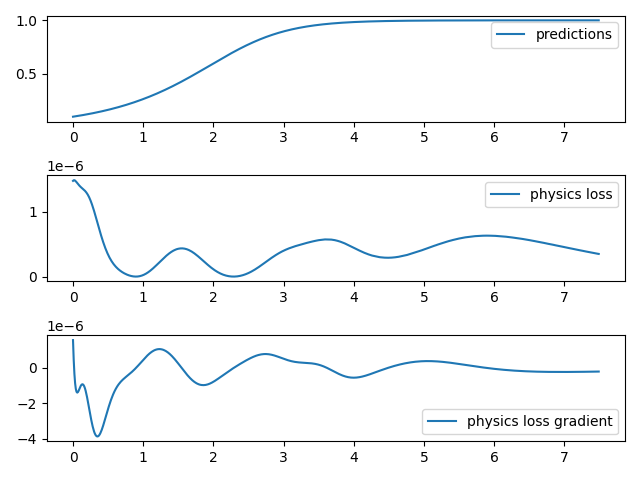 1.0
predictions
0.5
0 1 2 3 4 5 6 7
1e−6
physics loss
1
0
0 1 2 3 4 5 6 7
1e−6
0
−2
physics loss gradient
−4
0 1 2 3 4 5 6 7